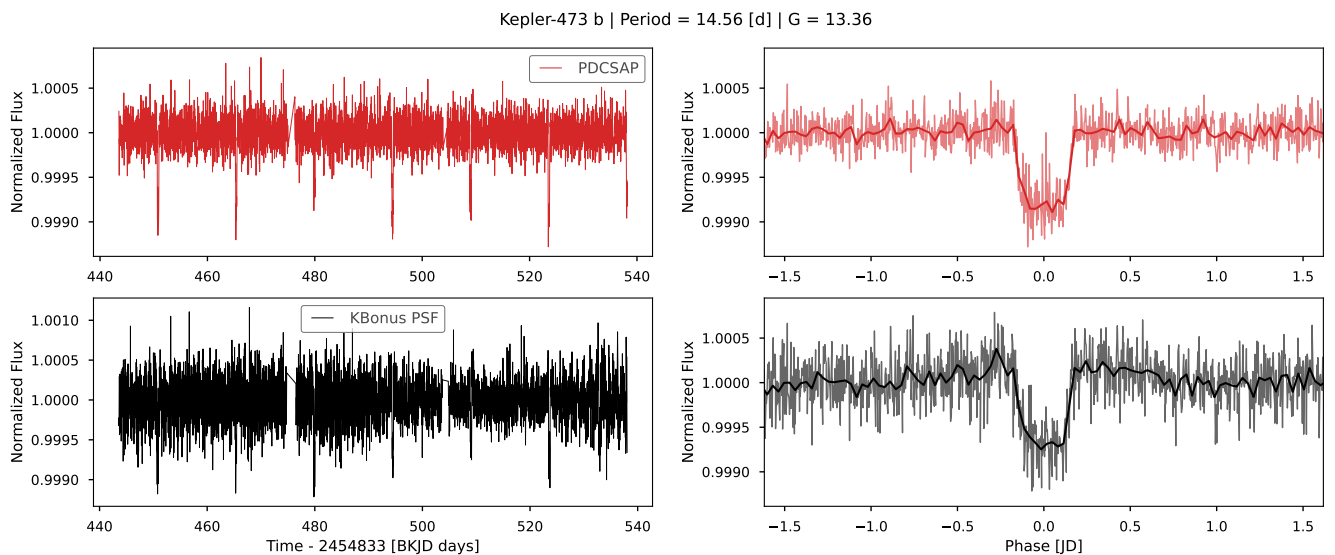 Kepler-473 b | Period = 14.56 [d] | G = 13.36
Normalized Flux
1.0005
1.0000
0.9995
0.9990
PDCSAP
440 460 480 500 520 540
Normalized Flux
1.0005
1.0000
0.9995
0.9990
−1.5 −1.0 −0.5 0.0 0.5 1.0 1.5
Normalized Flux
1.0010
1.0005
1.0000
0.9995
0.9990
KBonus PSF
440 460 480 500 520 540
Time - 2454833 [BKJD days]
Normalized Flux
1.0005
1.0000
0.9995
0.9990
−1.5 −1.0 −0.5 0.0 0.5 1.0 1.5
Phase [JD]